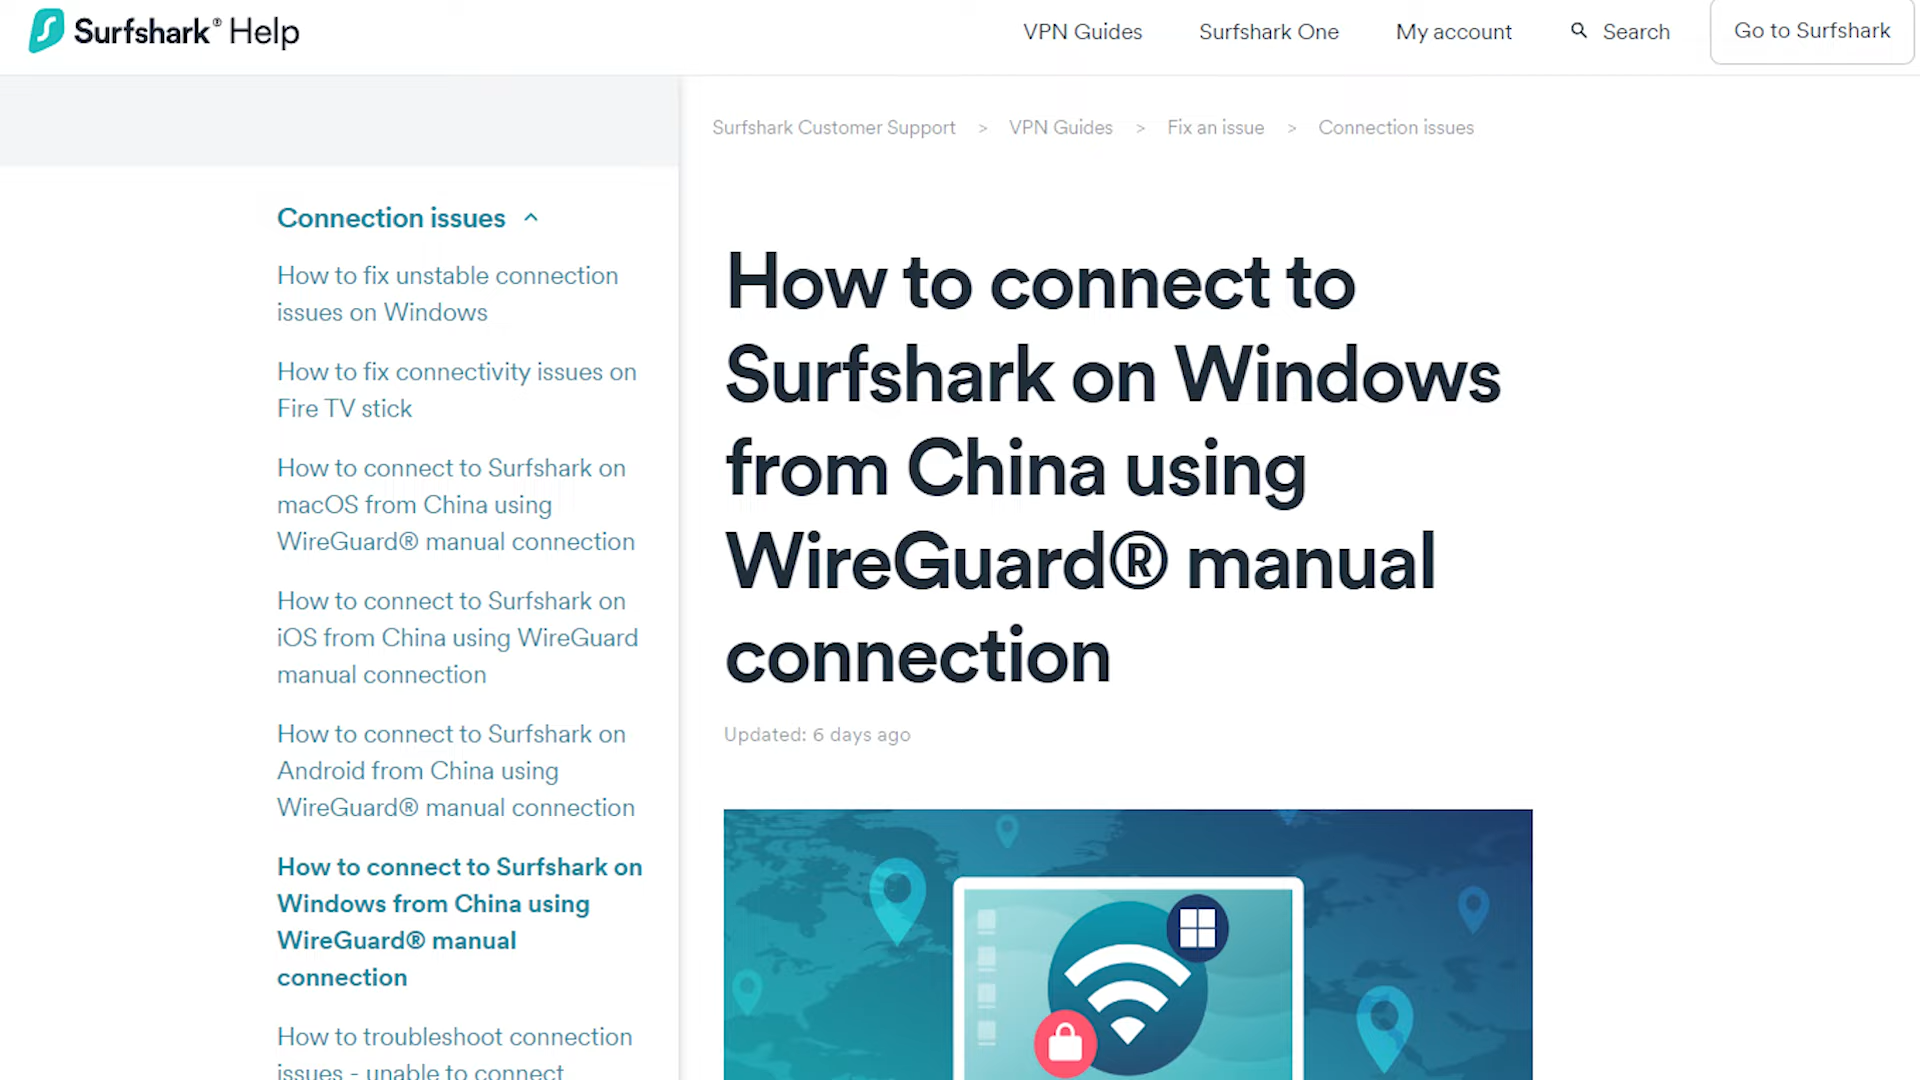 Surfshark® Help
VPN Guides
Surfshark One
My account
Search
Go to Surfshark
Surfshark Customer Support > VPN Guides > Fix an issue > Connection issues
Connection issues
How to fix unstable connection
issues on Windows
How to fix connectivity issues on
Fire TV stick
How to connect to Surfshark on
macOS from China using
WireGuard® manual connection
How to connect to Surfshark on
iOS from China using WireGuard
manual connection
How to connect to Surfshark on
Android from China using
WireGuard® manual connection
How to connect to Surfshark on
Windows from China using
WireGuard® manual
connection
How to troubleshoot connection
issues - unable to connect
How to connect to
Surfshark on Windows
from China using
WireGuard® manual
connection
Updated: 6 days ago